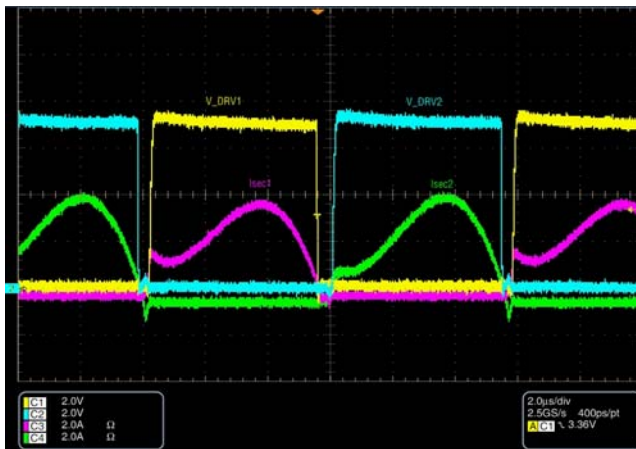 V_DRV1
V_DRV2
Isec1
Isec2
C1 2.0V
C2 2.0V
C3 2.0A Ω
C4 2.0A Ω
2.0μs/div
2.5GS/s 400ps/pt
A C1 ↘ 3.36V